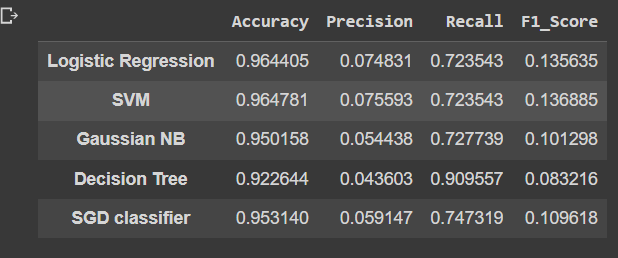 Accuracy Precision Recall F1_Score
Logistic Regression 0.964405 0.074831 0.723543 0.135635
SVM 0.964781 0.075593 0.723543 0.136885
Gaussian NB 0.950158 0.054438 0.727739 0.101298
Decision Tree 0.922644 0.043603 0.909557 0.083216
SGD classifier 0.953140 0.059147 0.747319 0.109618